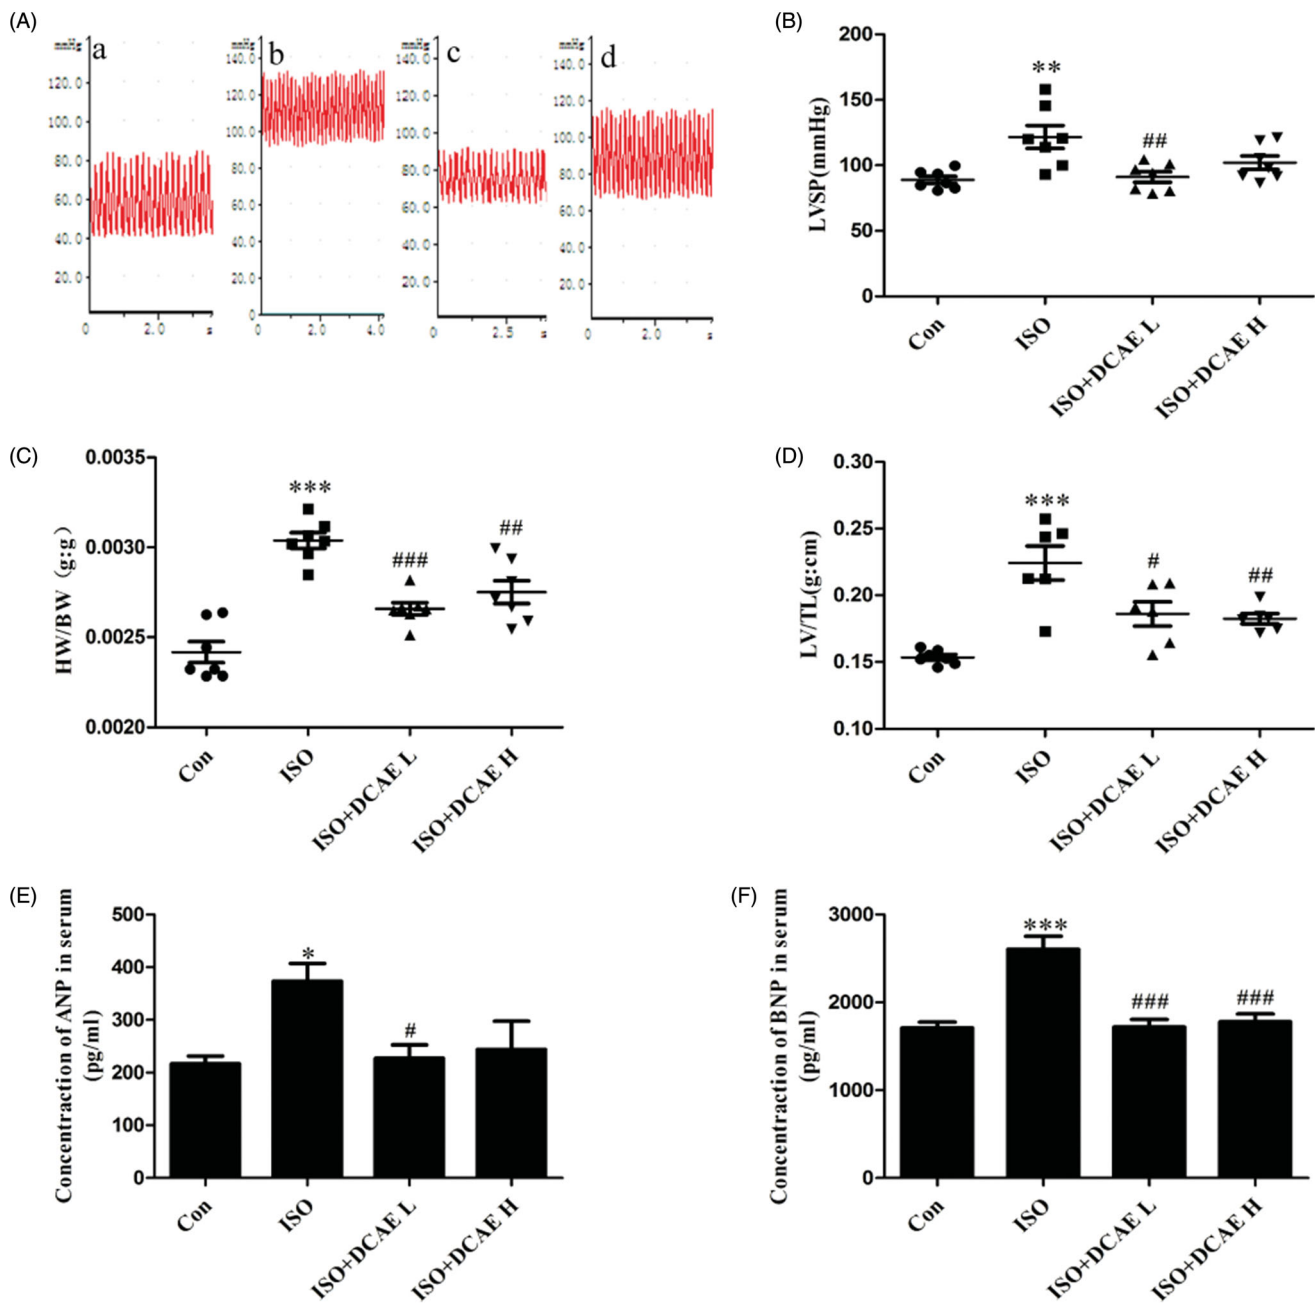 (A)
a
mmHg
120.0
100.0
80.0
60.0
40.0
20.0
0
2.0
s
b
mmHg
140.0
120.0
100.0
80.0
60.0
40.0
20.0
0
0
2.0
4.0
c
mmHg
140.0
120.0
100.0
80.0
60.0
40.0
20.0
0
2.5
s
d
mmHg
140.0
120.0
100.0
80.0
60.0
40.0
20.0
0
2.0
s
(B)
LVSP(mmHg)
200
150
100
50
0
**
##
Con
ISO
ISO+DCAE L
ISO+DCAE H
(C)
HW/BW (g:g)
0.0035
0.0030
0.0025
0.0020
***
###
##
Con
ISO
ISO+DCAE L
ISO+DCAE H
(D)
LV/TL(g:cm)
0.30
0.25
0.20
0.15
0.10
***
#
##
Con
ISO
ISO+DCAE L
ISO+DCAE H
(E)
Concentraction of ANP in serum
(pg/ml)
500
400
300
200
100
0
*
#
Con
ISO
ISO+DCAE L
ISO+DCAE H
(F)
Concentraction of BNP in serum
(pg/ml)
3000
2000
1000
0
***
###
###
Con
ISO
ISO+DCAE L
ISO+DCAE H